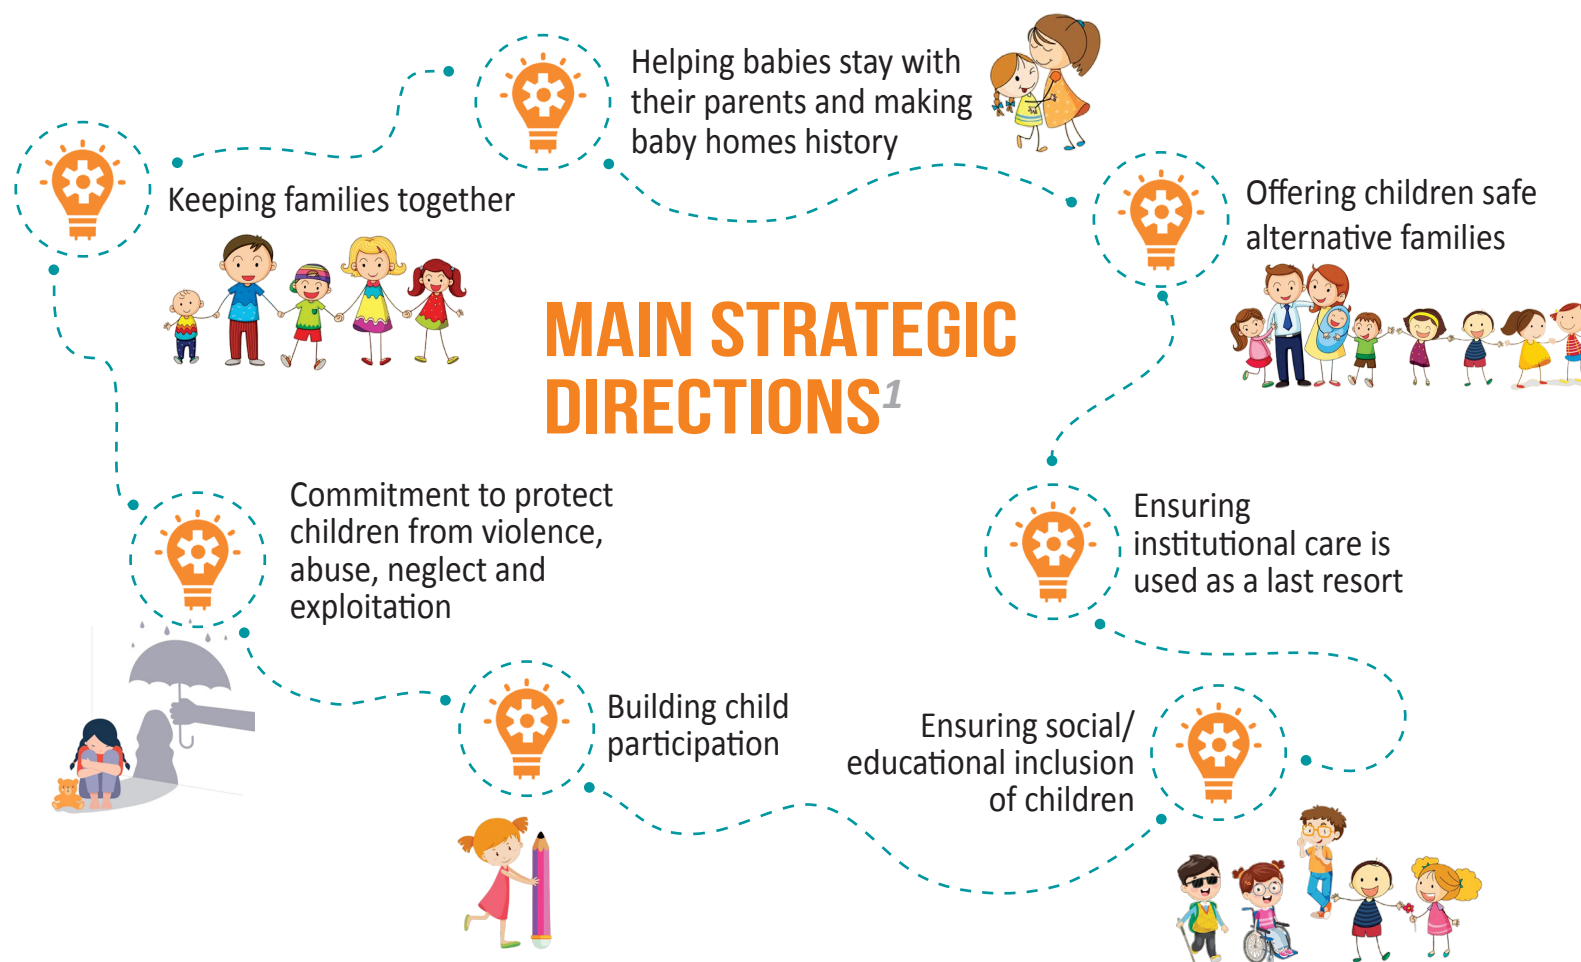 Helping babies stay with
their parents and making
baby homes history
Keeping families together
Offering children safe
alternative families
MAIN STRATEGIC
DIRECTIONS1
Commitment to protect
children from violence,
abuse, neglect and
exploitation
Ensuring
institutional care is
used as a last resort
Building child
participation
Ensuring social/
educational inclusion
of children